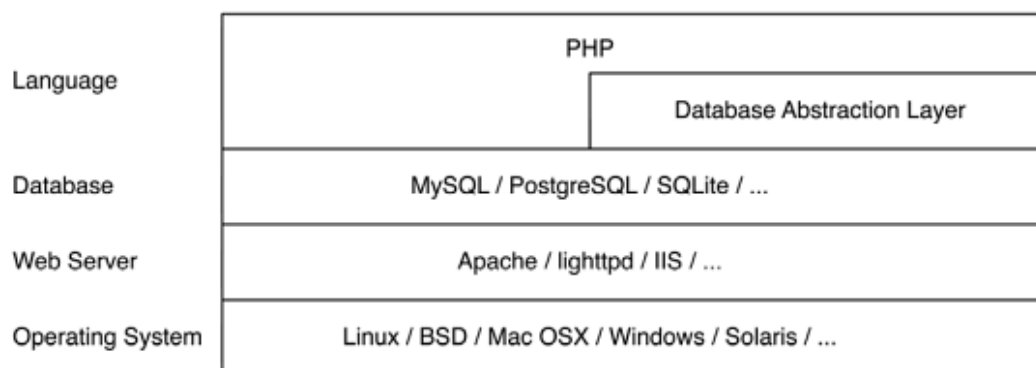 PHP
Language
Database Abstraction Layer
Database MySQL / PostgreSQL / SQLite / ...
Web Server Apache / lighttpd / IIS / ...
Operating System Linux / BSD / Mac OSX / Windows / Solaris / ...